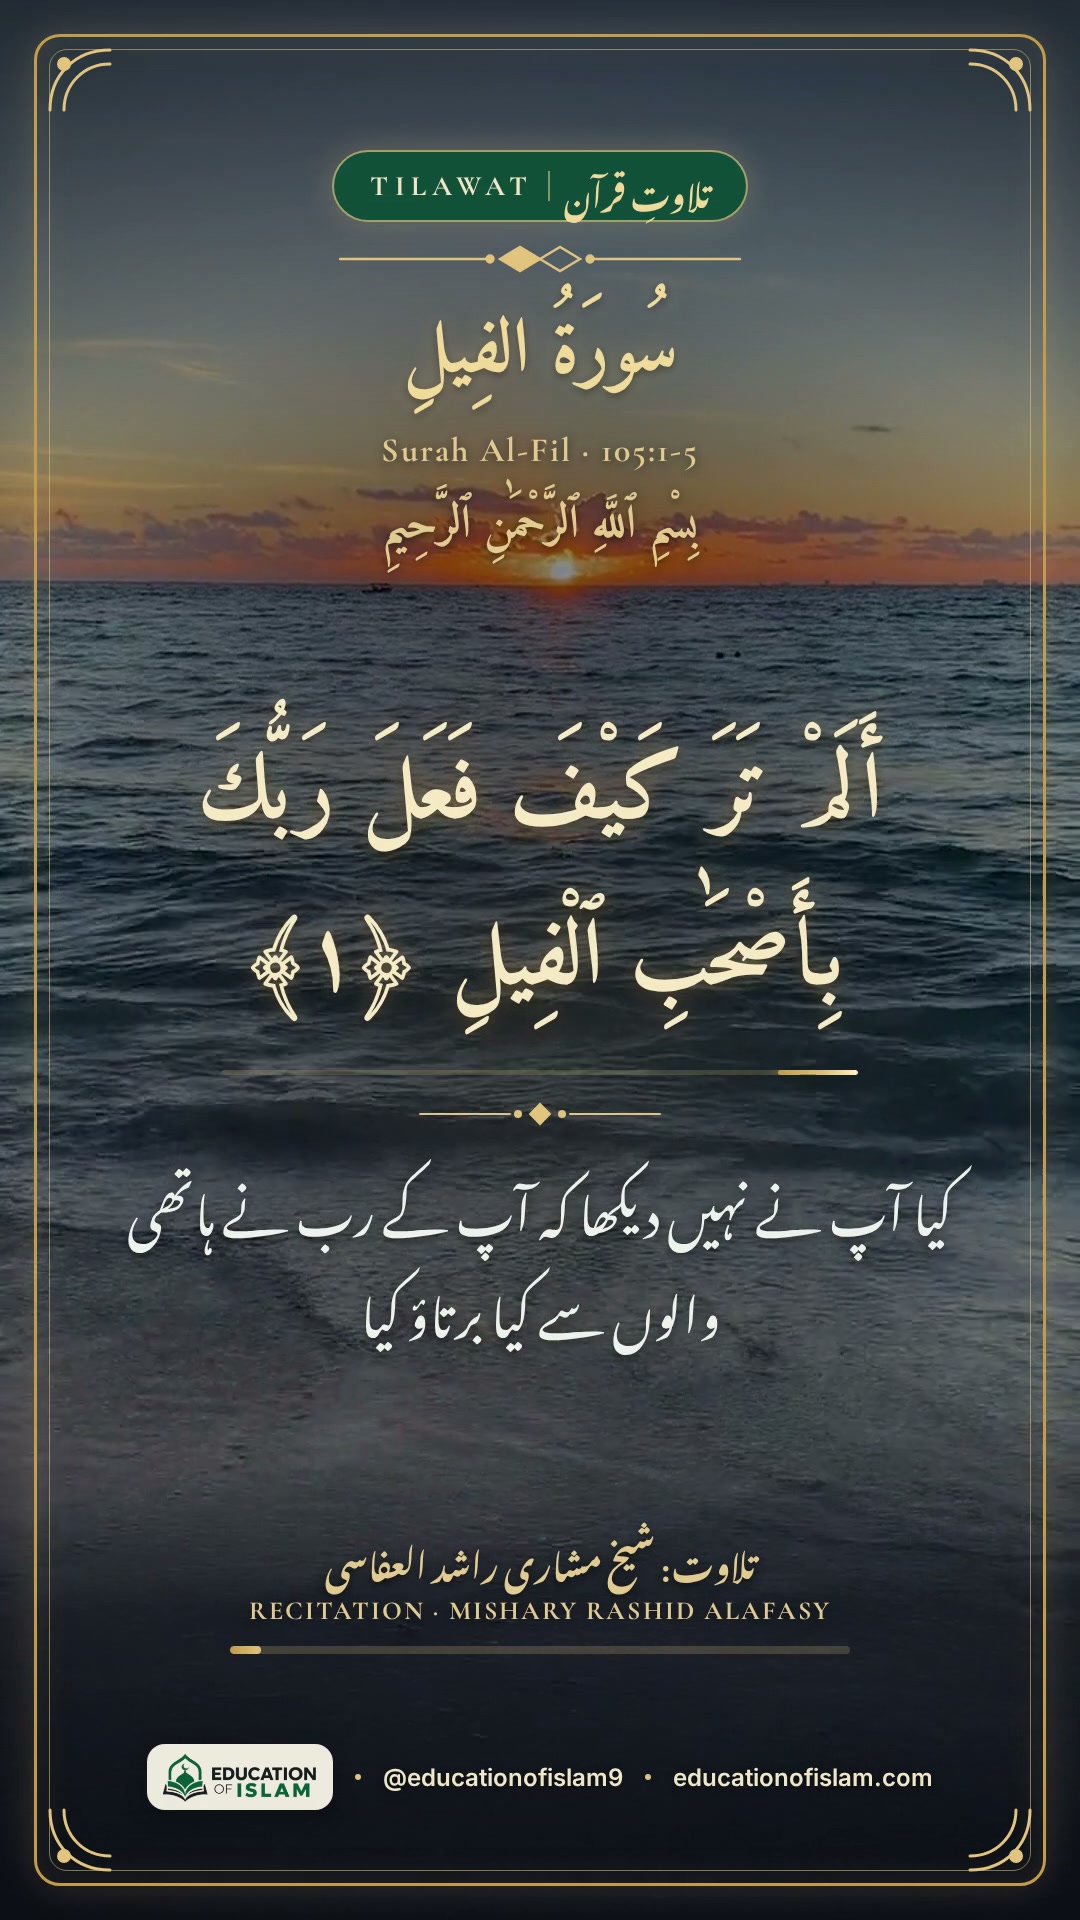 TILAWAT | تلاوتِ قرآن
سُورَةُ الفِيلِ
Surah Al-Fil · 105:1-5
بِسْمِ ٱللَّهِ ٱلرَّحْمَٰنِ ٱلرَّحِيمِ
أَلَمْ تَرَ كَيْفَ فَعَلَ رَبُّكَ
بِأَصْحَٰبِ ٱلْفِيلِ ﴿١﴾
کیا آپ نے نہیں دیکھا کہ آپ کے رب نے ہاتھی
والوں سے کیا برتاؤ کیا
تلاوت: شیخ مشاری راشد العفاسی
RECITATION · MISHARY RASHID ALAFASY
EDUCATION OF ISLAM • @educationofislam9 • educationofislam.com